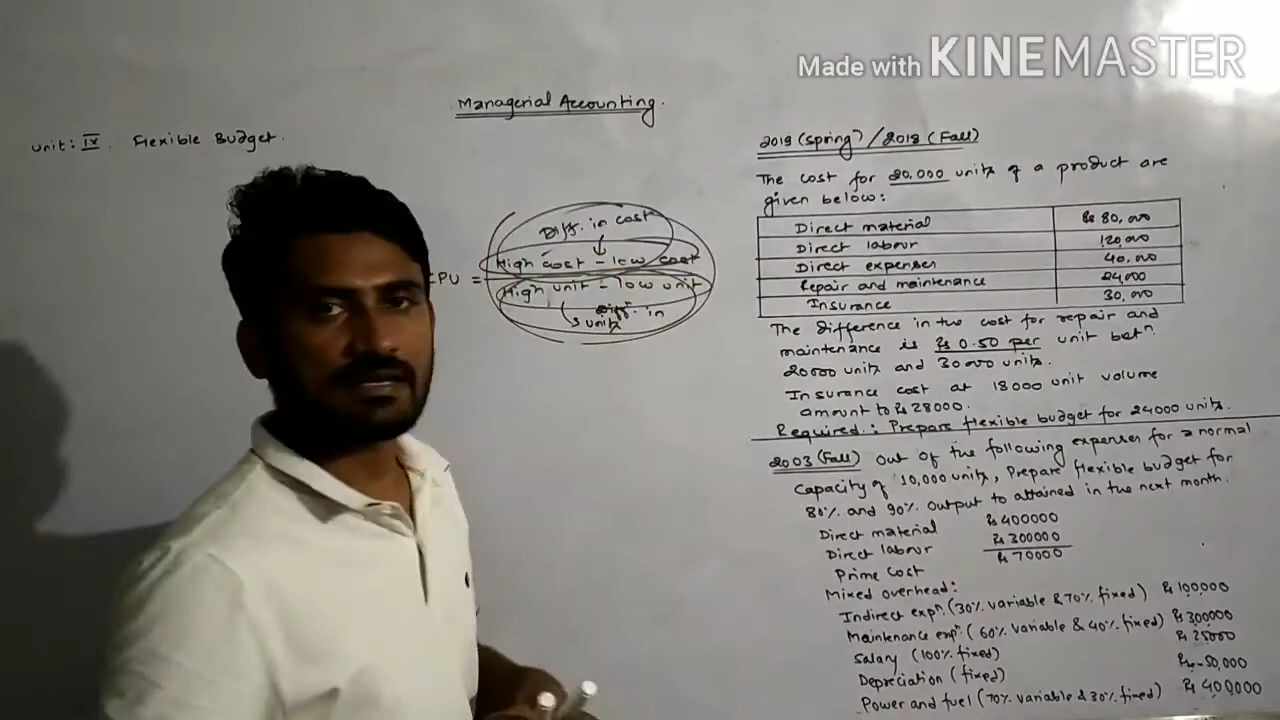 Made with KINEMASTER
Managerial Accounting.
Unit: IV. Flexible Budget.
Diff. in cost
High cost - low cost
CPU =
High unit - low unit
Diffn. in
units
2019 (Spring) / 2018 (Fall)
The cost for 20,000 units of a product are
given below:
Direct material Rs 80,000
Direct labour 120,000
Direct expenses 40,000
Repair and maintenance 24,000
Insurance 30,000
The difference in the cost for repair and
maintenance is Rs 0.50 per unit betn.
20000 units and 30000 units.
Insurance cost at 18000 unit volume
amount to Rs 28000.
Required: Prepare flexible budget for 24000 units.
2003 (Fall) Out of the following expenses for a normal
capacity of 10,000 units, Prepare flexible budget for
80% and 90% output to attained in the next month.
Direct material Rs 400000
Direct labour Rs 300000
Prime cost Rs 70000
Mixed overhead:
Indirect expn (30% variable & 70% fixed) Rs 100,000
Maintenance expn. (60% variable & 40% fixed) Rs 300000
Salary (100% fixed) Rs 25000
Depreciation (fixed) Rs 50,000
Power and fuel (70% variable & 30% fixed) Rs 400000